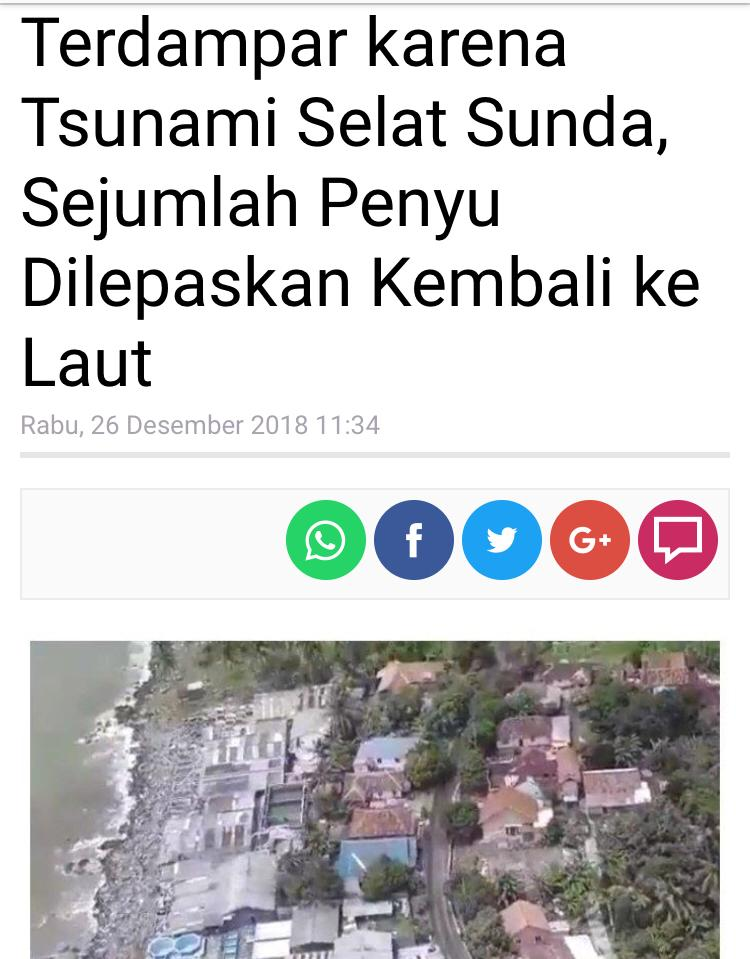 Terdampar karena
Tsunami Selat Sunda,
Sejumlah Penyu
Dilepaskan Kembali ke
Laut
Rabu, 26 Desember 2018 11:34
f
G+